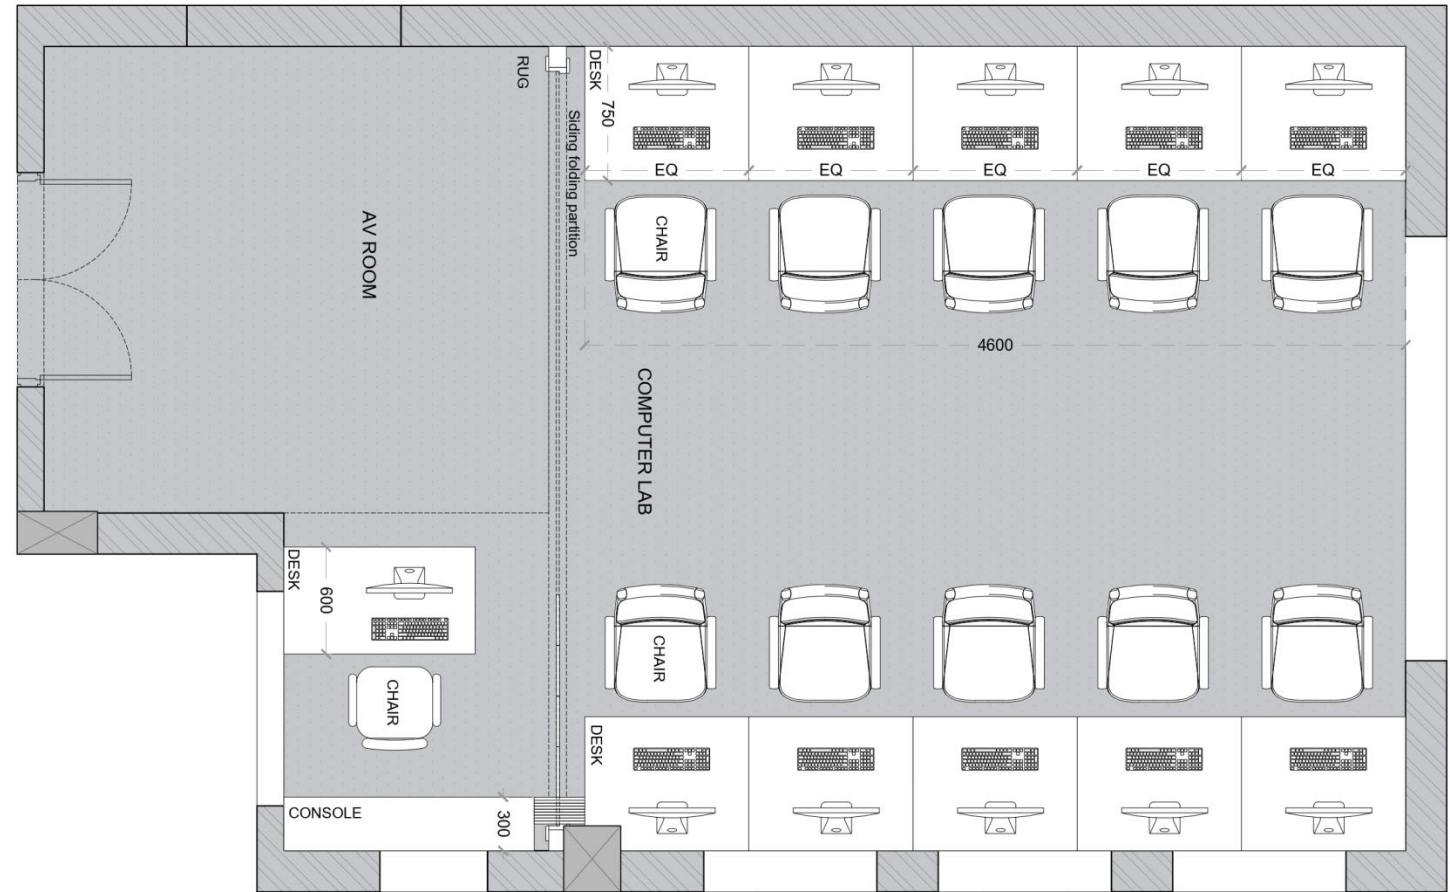 RUG
DESK
750
Siding folding partition
EQ
EQ
EQ
EQ
EQ
CHAIR
AV ROOM
4600
COMPUTER LAB
DESK
600
CHAIR
CHAIR
DESK
CONSOLE
300